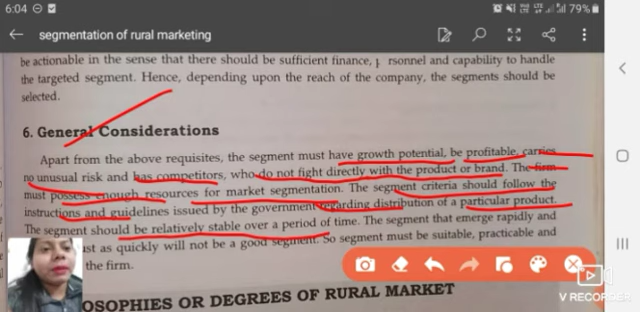 6:04
79%
segmentation of rural marketing
be actionable in the sense that there should be sufficient finance, rsonnel and capability to handle
the targeted segment. Hence, depending upon the reach of the company, the segments should be
selected.
6. General Considerations
Apart from the above requisites, the segment must have growth potential, be profitable, carries
no unusual risk and has competitors, who do not fight directly with the product or brand. The firm
must possess enough resources for market segmentation. The segment criteria should follow the
instructions and guidelines issued by the government regarding distribution of a particular product.
The segment should be relatively stable over a period of time. The segment that emerge rapidly and
ust as quickly will not be a good segment. So segment must be suitable, practicable and
the firm.
OSOPHIES OR DEGREES OF RURAL MARKET
V RECORDER